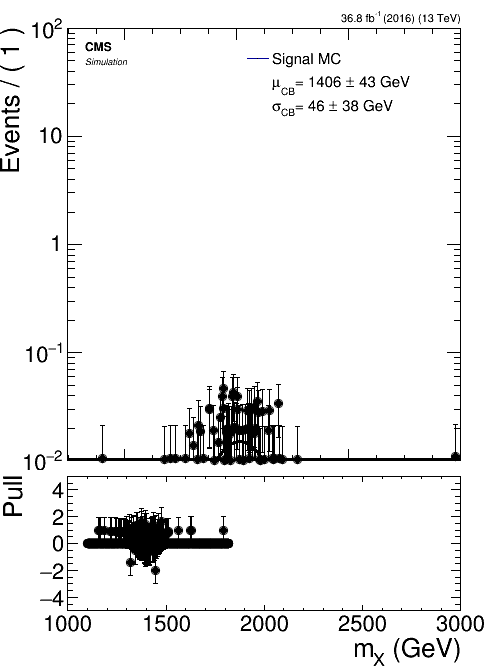 36.8 fb⁻¹ (2016) (13 TeV)
CMS
Simulation
Signal MC
μ_CB= 1406 ± 43 GeV
σ_CB= 46 ± 38 GeV
Events / ( 1 )
10²
10
1
10⁻¹
10⁻²
Pull
4
2
0
−2
−4
1000 1500 2000 2500 3000
m_X (GeV)